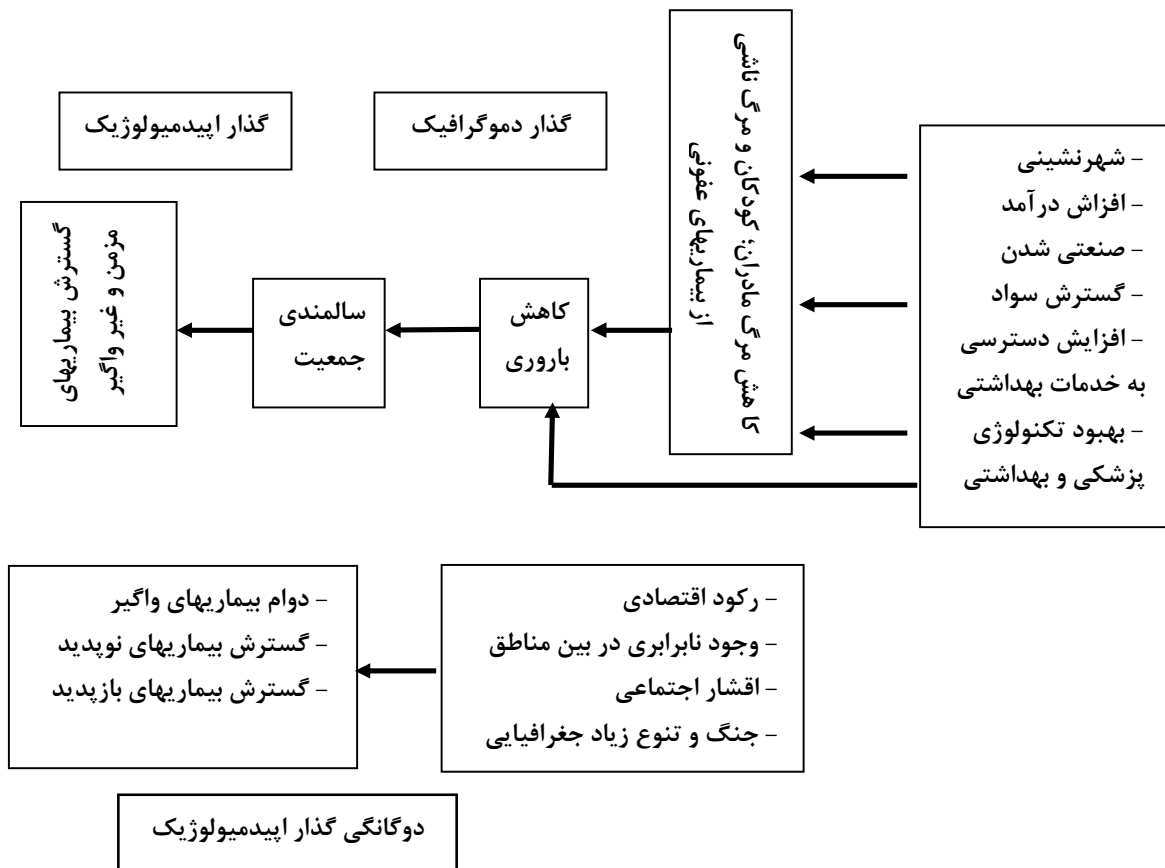 گذار اپیدمیولوژیک
گذار دموگرافیک
- شهرنشینی
- افزاش درآمد
- صنعتی شدن
- گسترش سواد
- افزایش دسترسی
به خدمات بهداشتی
- بهبود تکنولوژی
پزشکی و بهداشتی
کا هش مرگ مادران؛ کودکان و مرگ ناشی
از بیماریهای عفونی
کاهش
باروری
سالمندی
جمعیت
گسترش بیماریهای
مزمن و غیر واگیر
- رکود اقتصادی
- وجود نابرابری در بین مناطق
- اقشار اجتماعی
- جنگ و تنوع زیاد جغرافیایی
- دوام بیماریهای واگیر
- گسترش بیماریهای نوپدید
- گسترش بیماریهای بازپدید
دوگانگی گذار اپیدمیولوژیک